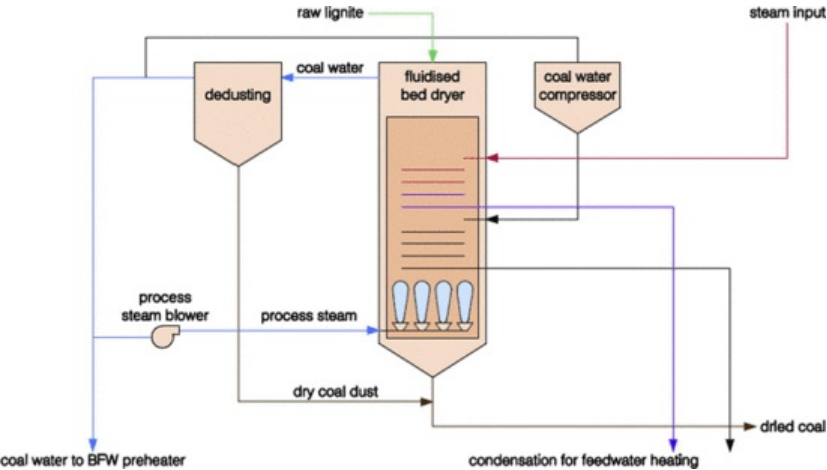 raw lignite
steam input
coal water
dedusting
fluidised
bed dryer
coal water
compressor
process
steam blower
process steam
dry coal dust
dried coal
coal water to BFW preheater
condensation for feedwater heating